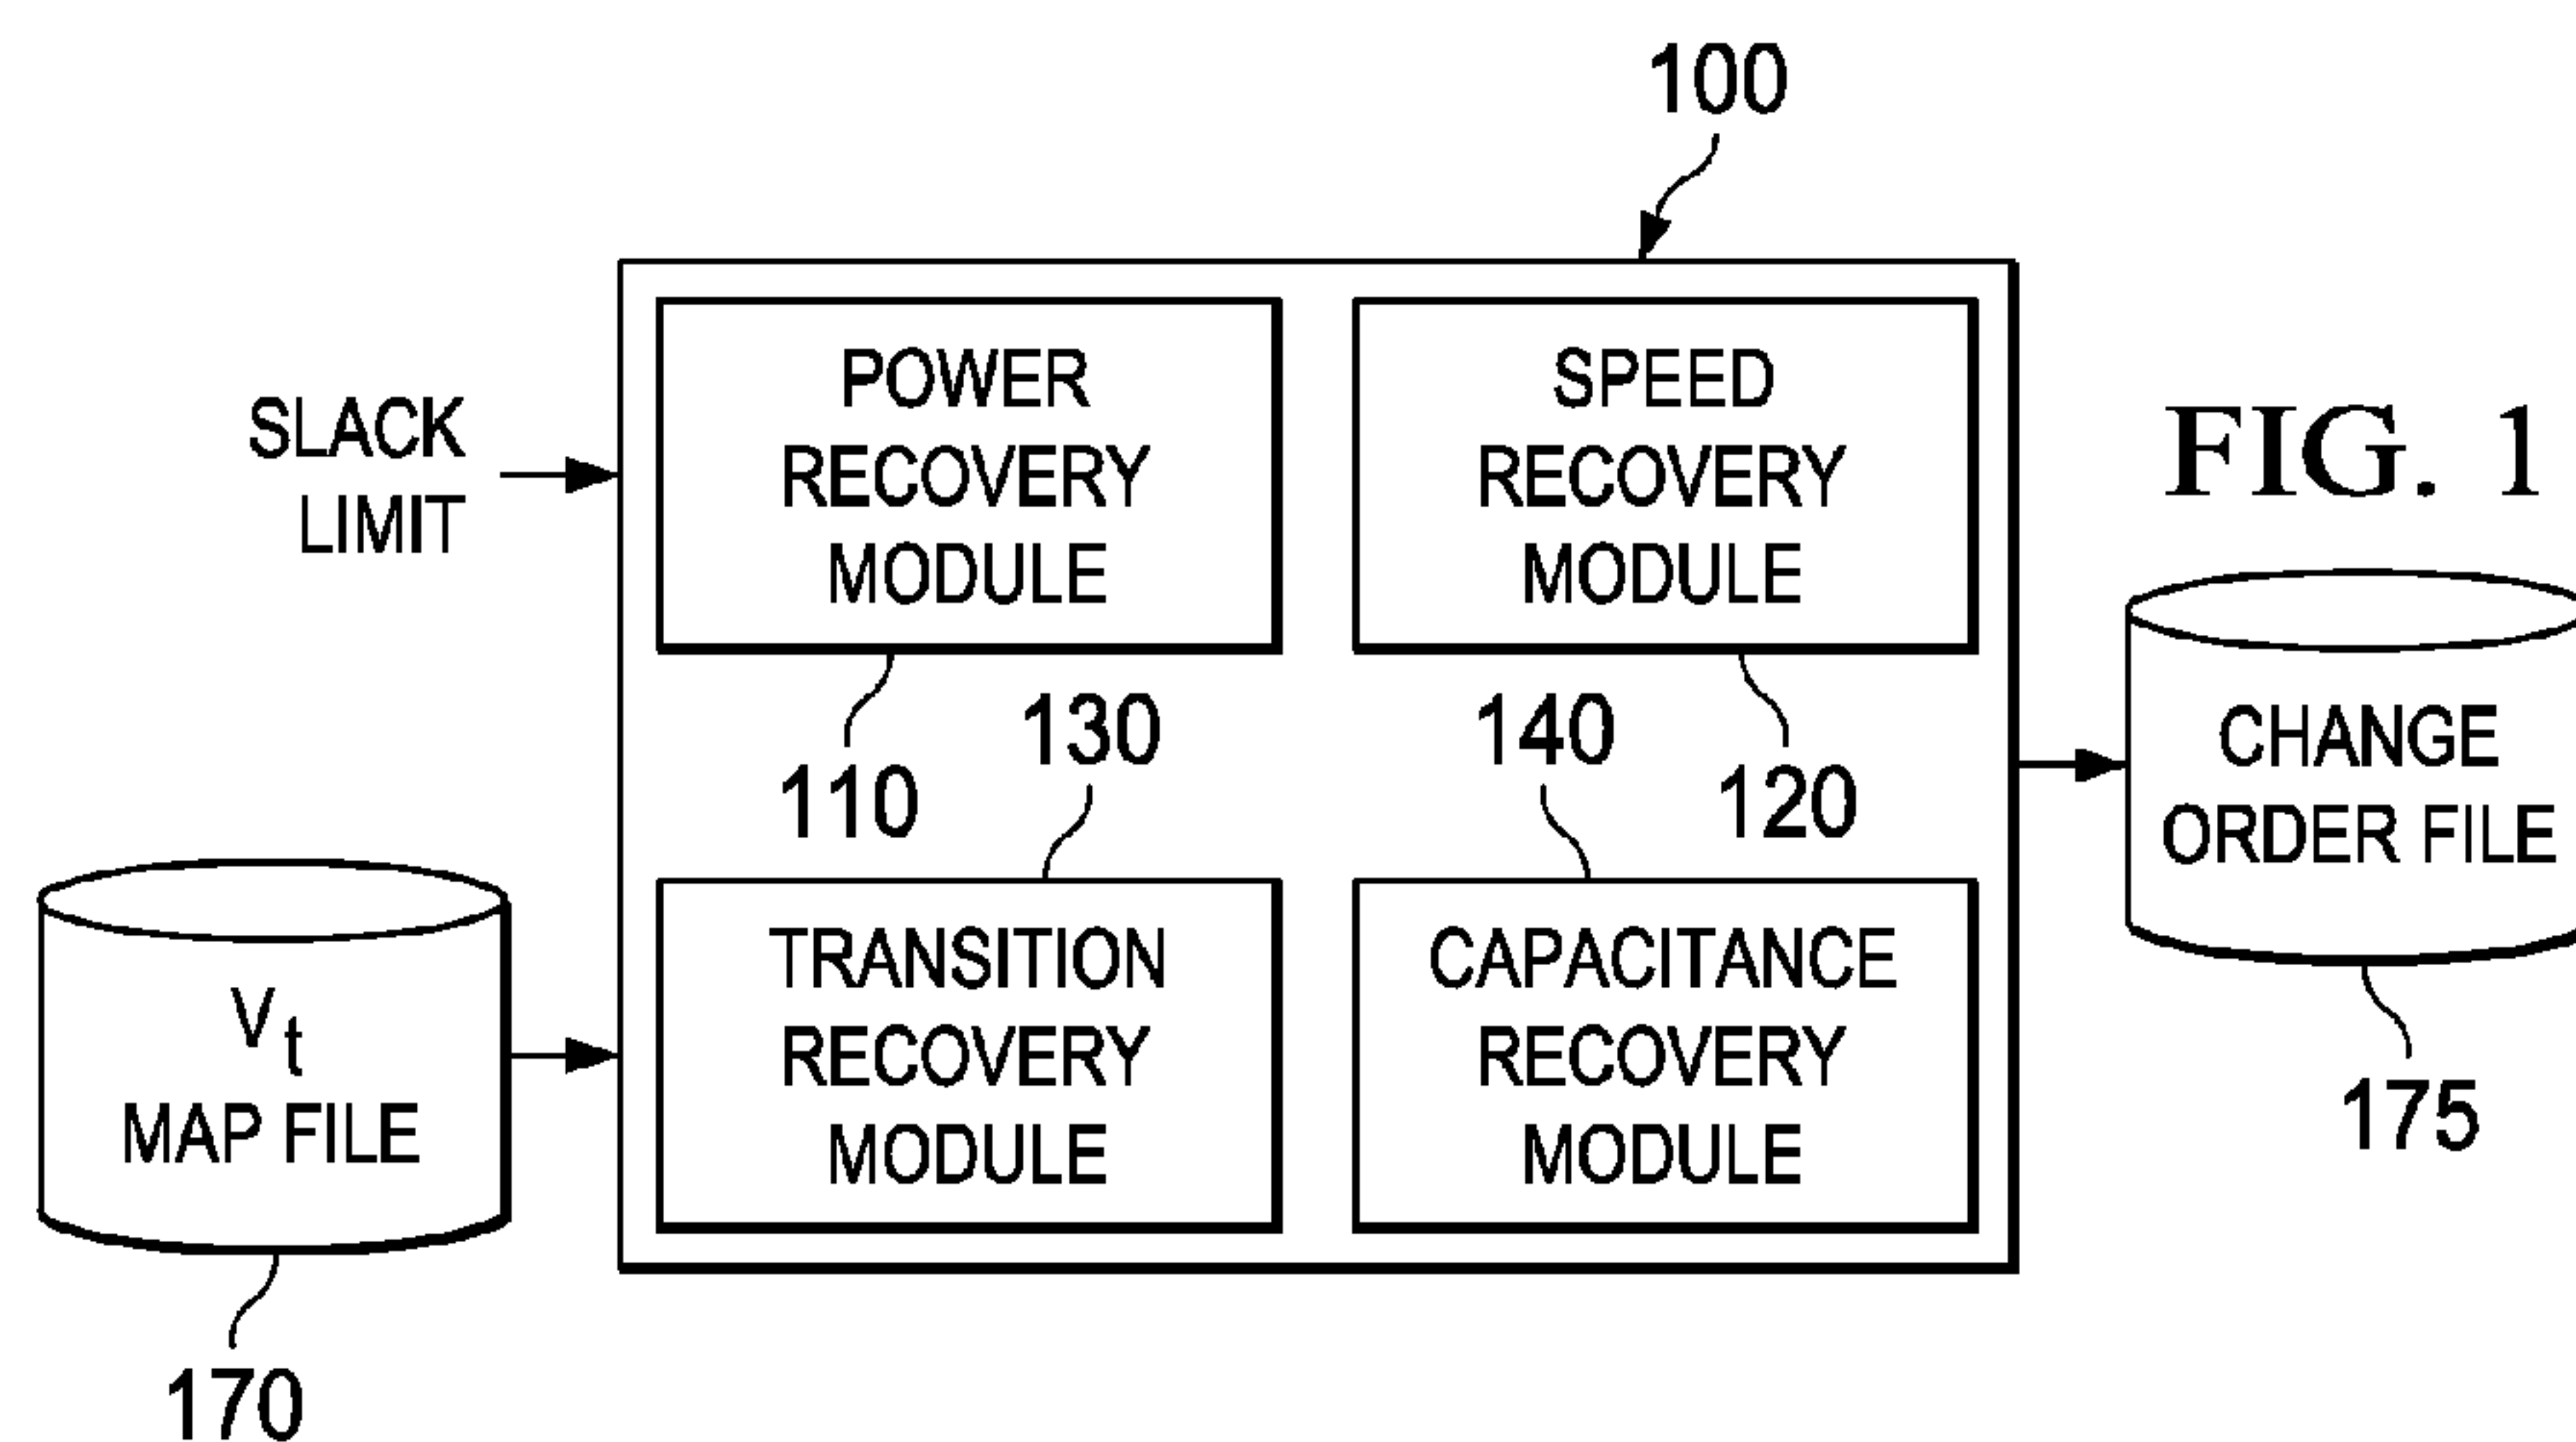 100
POWER
RECOVERY
MODULE
SPEED
RECOVERY
MODULE
SLACK
LIMIT
FIG. 1
110
130
140
120
CHANGE
ORDER FILE
175
TRANSITION
RECOVERY
MODULE
CAPACITANCE
RECOVERY
MODULE
Vt
MAP FILE
170